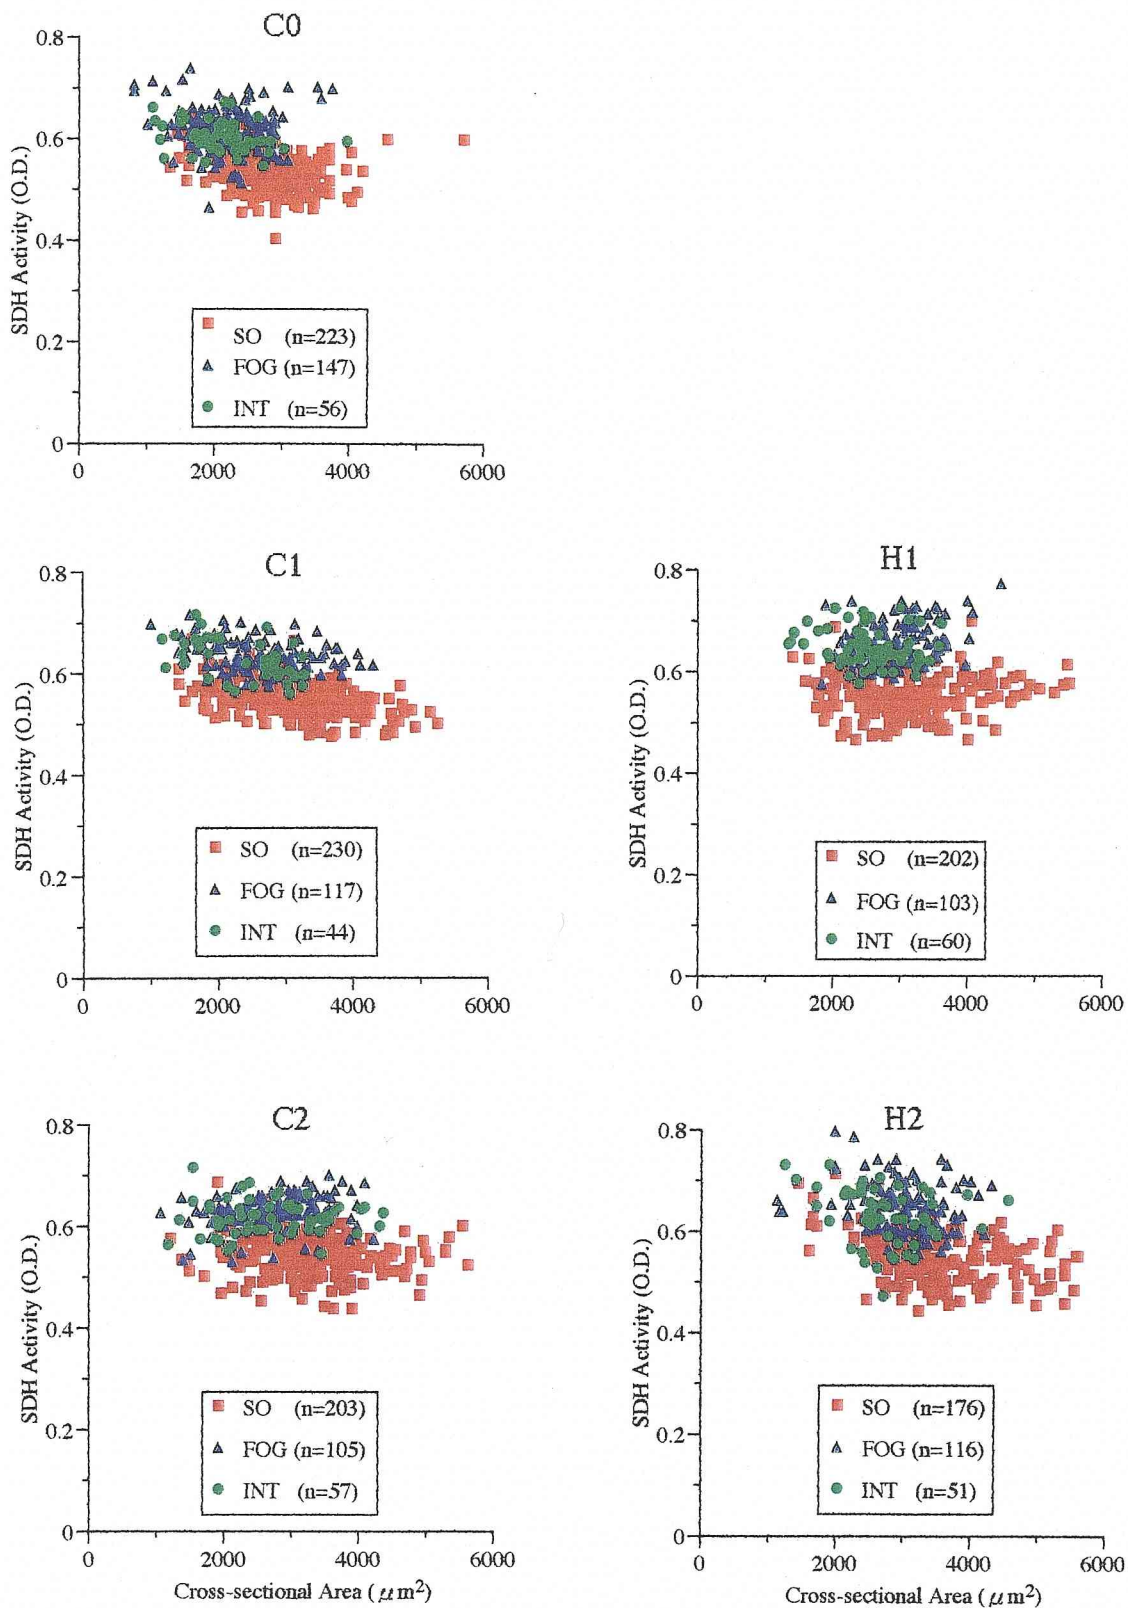 C0
0.8
0.6
0.4
0.2
0
SDH Activity (O.D.)
SO (n=223)
FOG (n=147)
INT (n=56)
0 2000 4000 6000
C1
0.8
0.6
0.4
0.2
0
SDH Activity (O.D.)
SO (n=230)
FOG (n=117)
INT (n=44)
0 2000 4000 6000
H1
0.8
0.6
0.4
0.2
0
SDH Activity (O.D.)
SO (n=202)
FOG (n=103)
INT (n=60)
0 2000 4000 6000
C2
0.8
0.6
0.4
0.2
0
SDH Activity (O.D.)
SO (n=203)
FOG (n=105)
INT (n=57)
0 2000 4000 6000
Cross-sectional Area (μm²)
H2
0.8
0.6
0.4
0.2
0
SDH Activity (O.D.)
SO (n=176)
FOG (n=116)
INT (n=51)
0 2000 4000 6000
Cross-sectional Area (μm²)